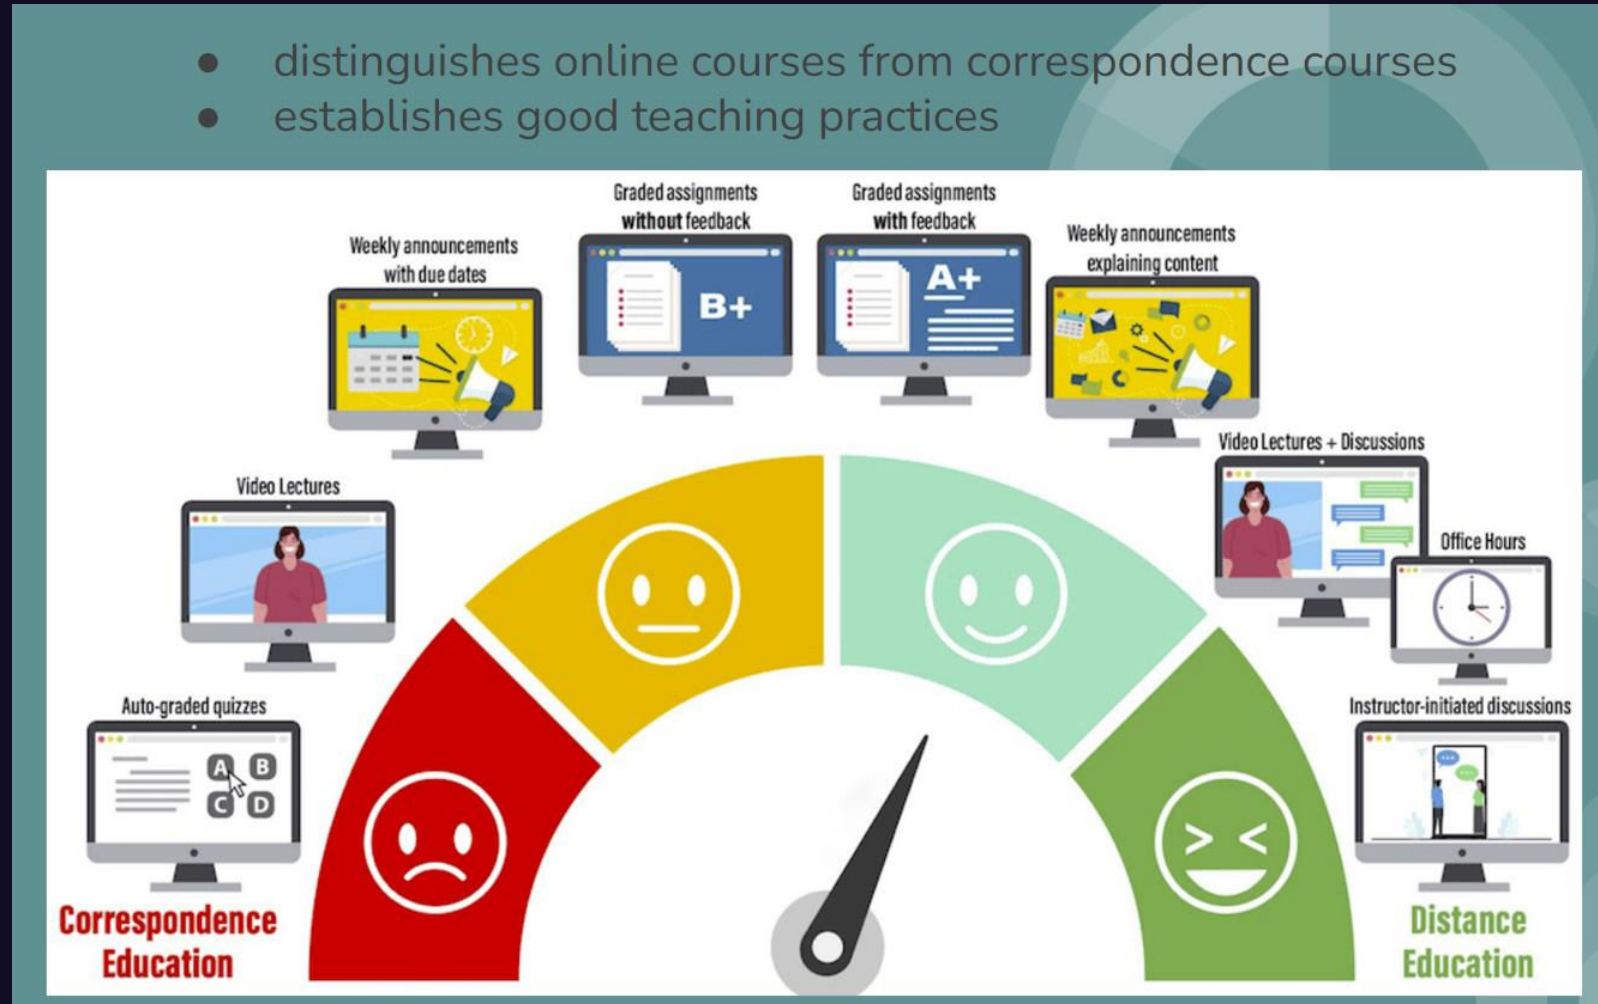 ● distinguishes online courses from correspondence courses
● establishes good teaching practices
Graded assignments
without feedback
Graded assignments
with feedback
Weekly announcements
with due dates
Weekly announcements
explaining content
B+
A+
Video Lectures
Video Lectures + Discussions
Office Hours
Auto-graded quizzes
A B
C D
Instructor-initiated discussions
Correspondence
Education
Distance
Education